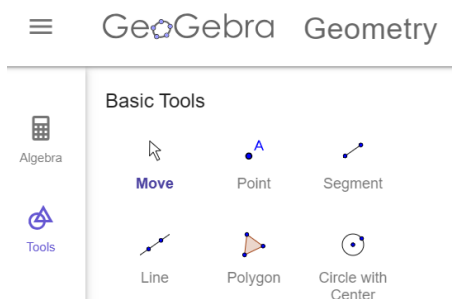 GeoGebra Geometry
Basic Tools
Algebra
A
Move
Point
Segment
Tools
Line
Polygon
Circle with
Center